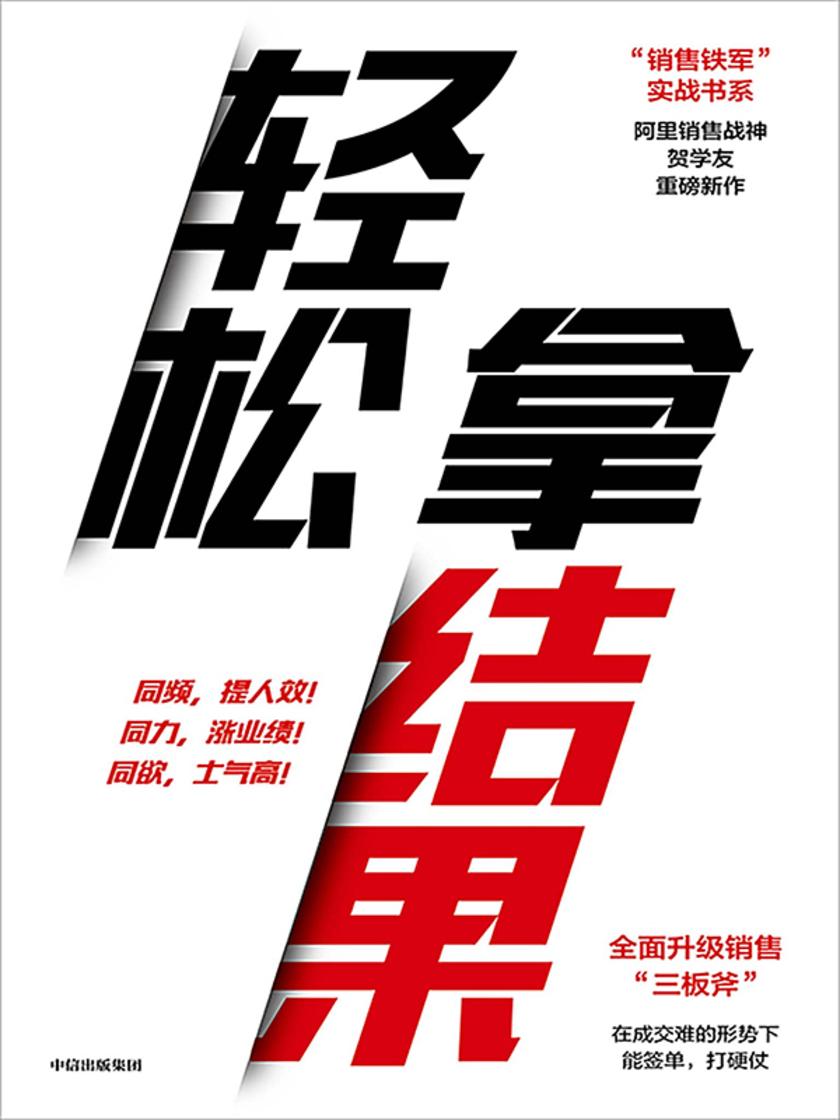 轻松
拿
结果
“销售铁军”
实战书系
阿里销售战神
贺学友
重磅新作
同频，提人效！
同力，涨业绩！
同欲，士气高！
全面升级销售
“三板斧”
在成交难的形势下
能签单，打硬仗
中信出版集团